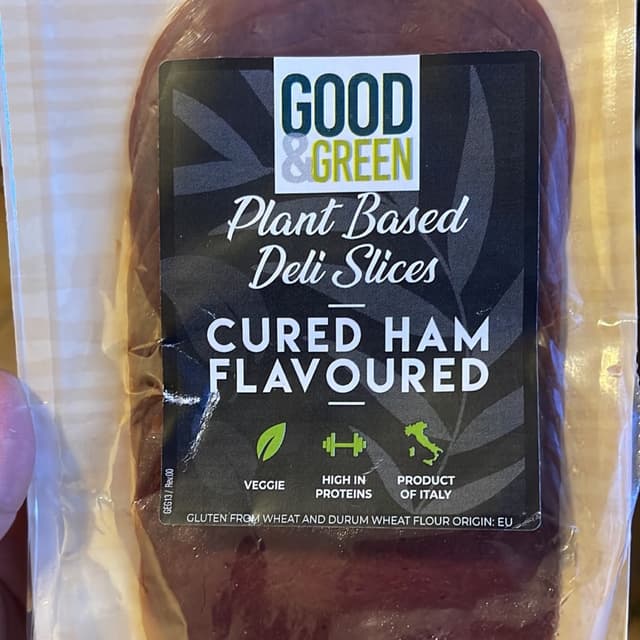 GOOD
&GREEN
Plant Based
Deli Slices
CURED HAM
FLAVOURED
VEGGIE
HIGH IN
PROTEINS
PRODUCT
OF ITALY
GEG13 / Rev.00
GLUTEN FROM WHEAT AND DURUM WHEAT FLOUR ORIGIN: EU